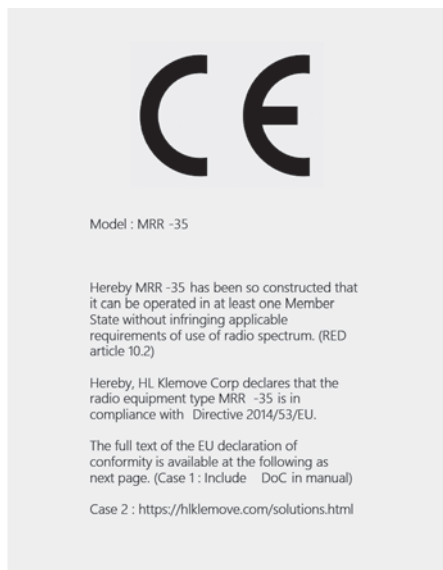 CE
Model : MRR -35
Hereby MRR -35 has been so constructed that
it can be operated in at least one Member
State without infringing applicable
requirements of use of radio spectrum. (RED
article 10.2)
Hereby, HL Klemove Corp declares that the
radio equipment type MRR -35 is in
compliance with Directive 2014/53/EU.
The full text of the EU declaration of
conformity is available at the following as
next page. (Case 1 : Include DoC in manual)
Case 2 : https://hlklemove.com/solutions.html